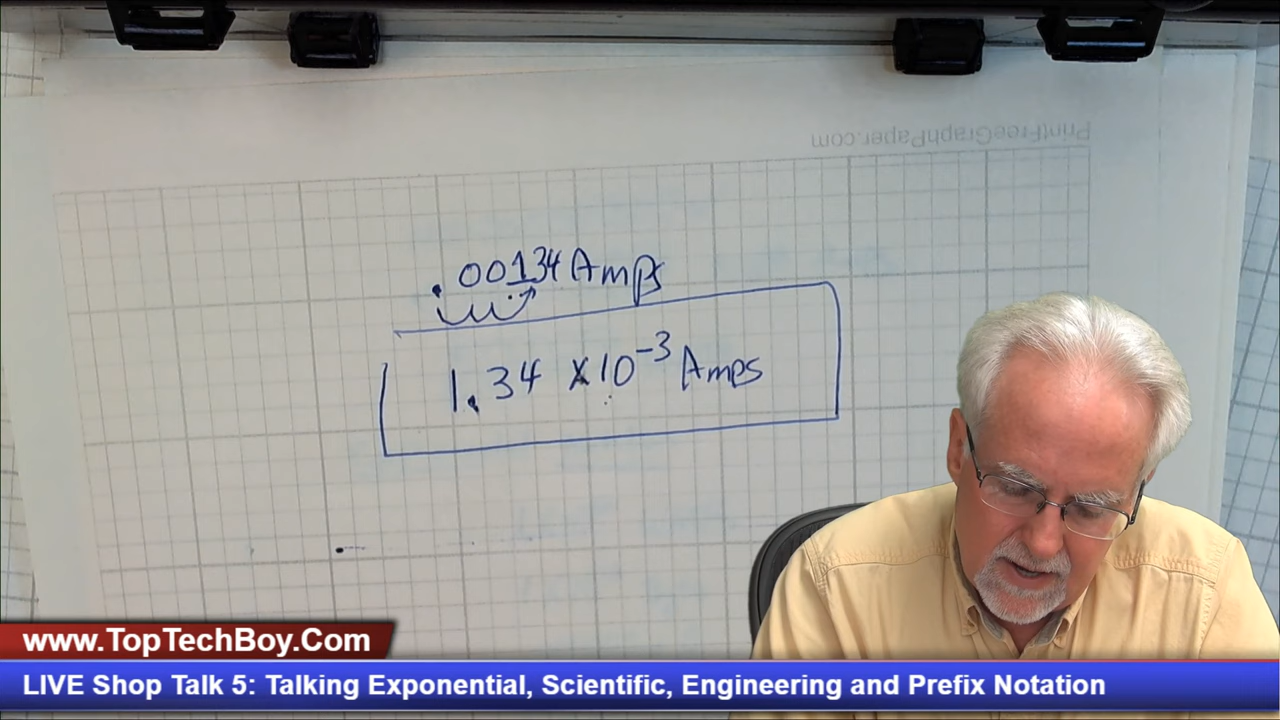 PrintFreeGraphPaper.com
.00134 Amps
1.34 x10⁻³ Amps
www.TopTechBoy.Com
LIVE Shop Talk 5: Talking Exponential, Scientific, Engineering and Prefix Notation